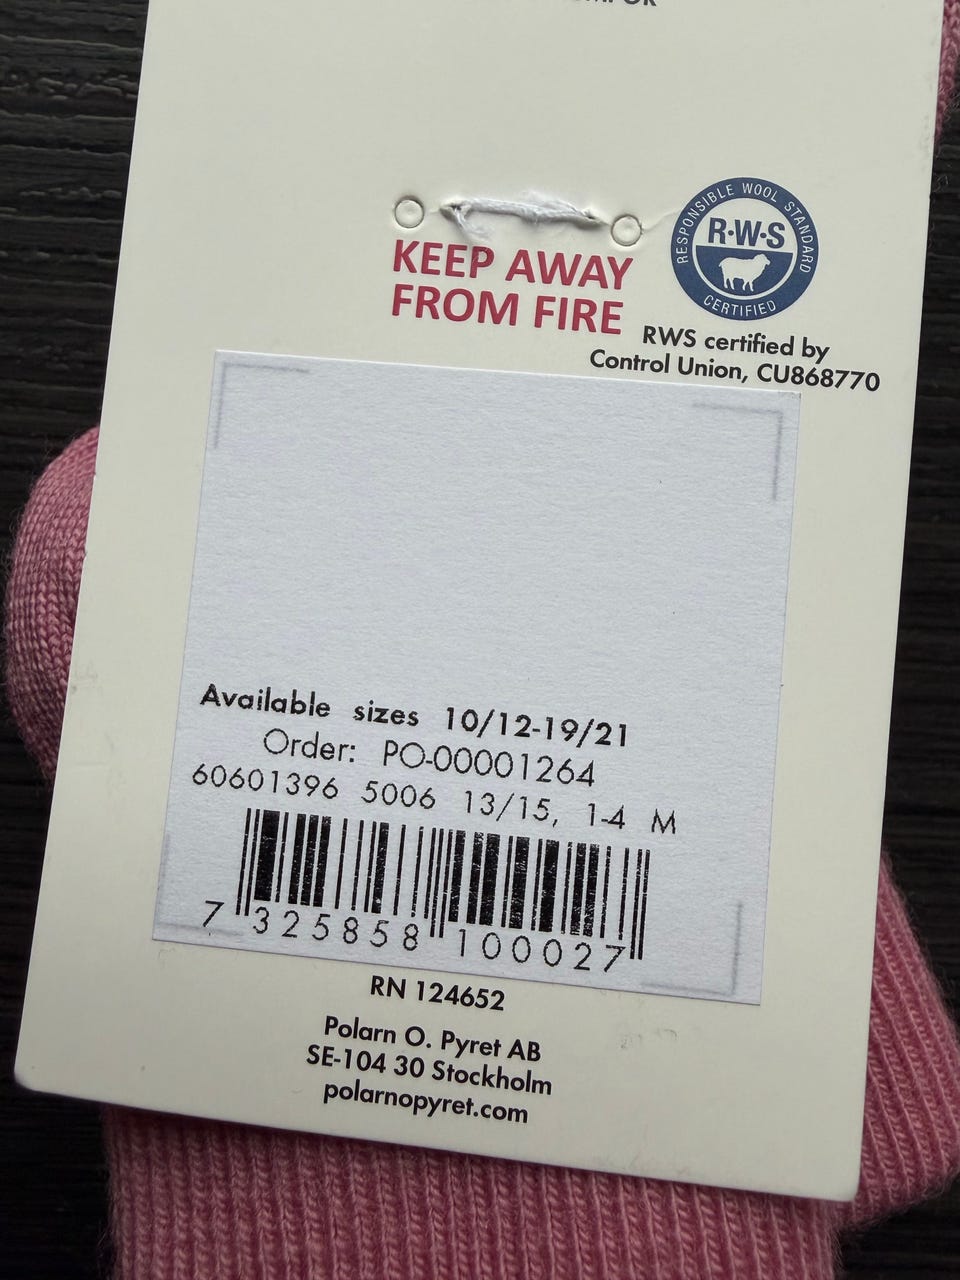 KEEP AWAY
FROM FIRE
RESPONSIBLE WOOL STANDARD
R·W·S
CERTIFIED
RWS certified by
Control Union, CU868770
Available sizes 10/12-19/21
Order: PO-00001264
60601396 5006 13/15, 1-4 M
7 325858 100027
RN 124652
Polarn O. Pyret AB
SE-104 30 Stockholm
polarnopyret.com